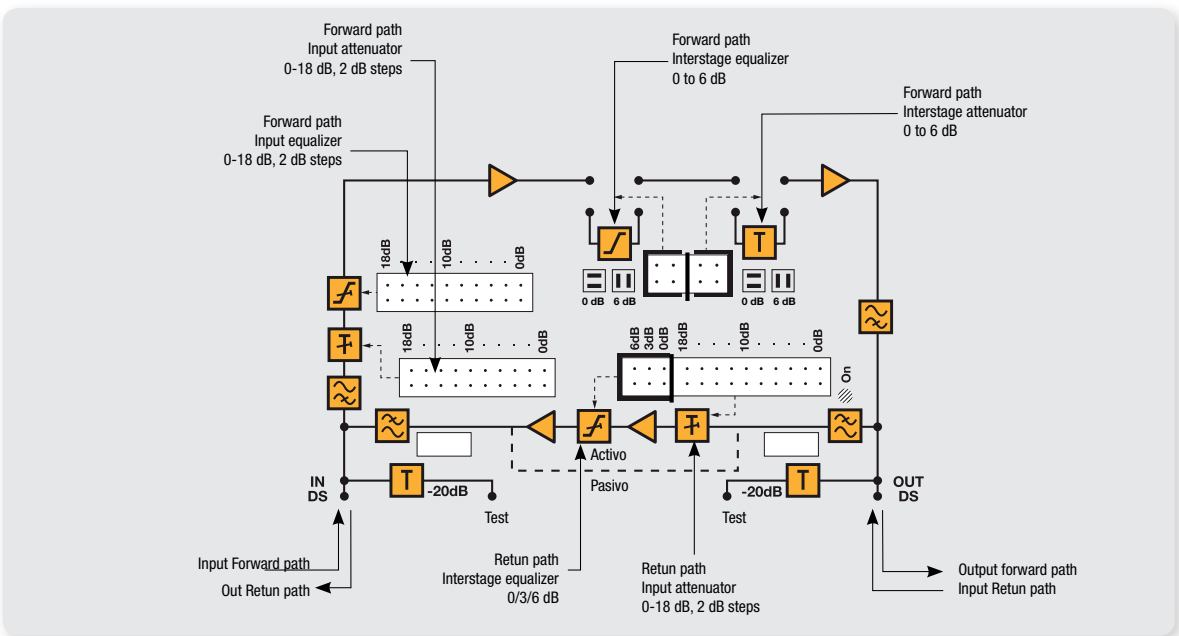 Forward path
Input attenuator
0-18 dB, 2 dB steps
Forward path
Interstage equalizer
0 to 6 dB
Forward path
Interstage attenuator
0 to 6 dB
Forward path
Input equalizer
0-18 dB, 2 dB steps
18dB . . . 10dB . . . . 0dB
T
0 dB
6 dB
0 dB
6 dB
18dB . . . 10dB . . . . 0dB
6dB 3dB 0dB 18dB . . . 10dB . . . . 0dB
On
Activo
Pasivo
IN
DS
T
-20dB
Test
-20dB
T
Test
OUT
DS
Input Forward path
Out Retun path
Retun path
Interstage equalizer
0/3/6 dB
Retun path
Input attenuator
0-18 dB, 2 dB steps
Output forward path
Input Retun path